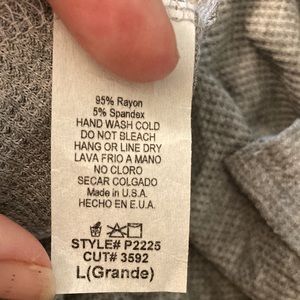 95% Rayon
5% Spandex
HAND WASH COLD
DO NOT BLEACH
HANG OR LINE DRY
LAVA FRIO A MANO
NO CLORO
SECAR COLGADO
Made in U.S.A.
HECHO EN E.U.A.
STYLE# P2225
CUT# 3592
L(Grande)